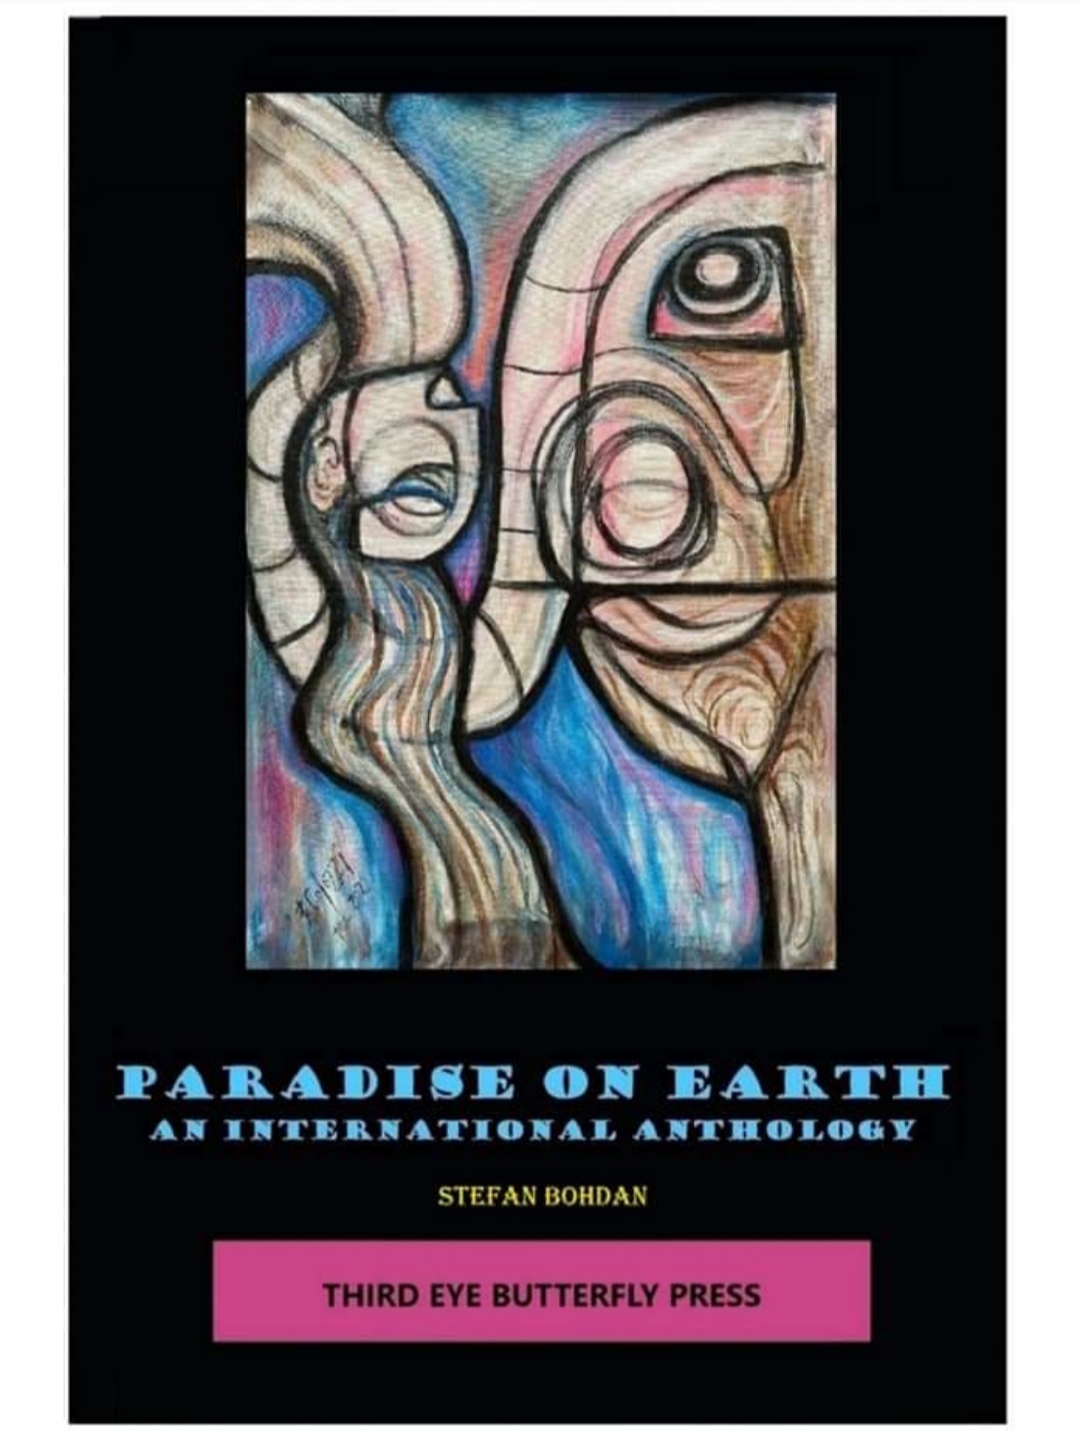 PARADISE ON EARTH
AN INTERNATIONAL ANTHOLOGY
STEFAN BOHDAN
THIRD EYE BUTTERFLY PRESS